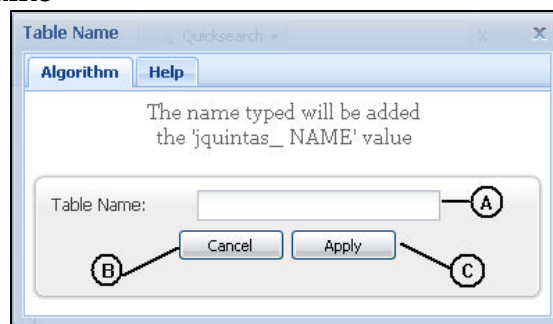 Table Name Quicksearch x x
Algorithm Help
The name typed will be added
the 'jquintas_ NAME' value
Table Name: A
Cancel Apply
B C